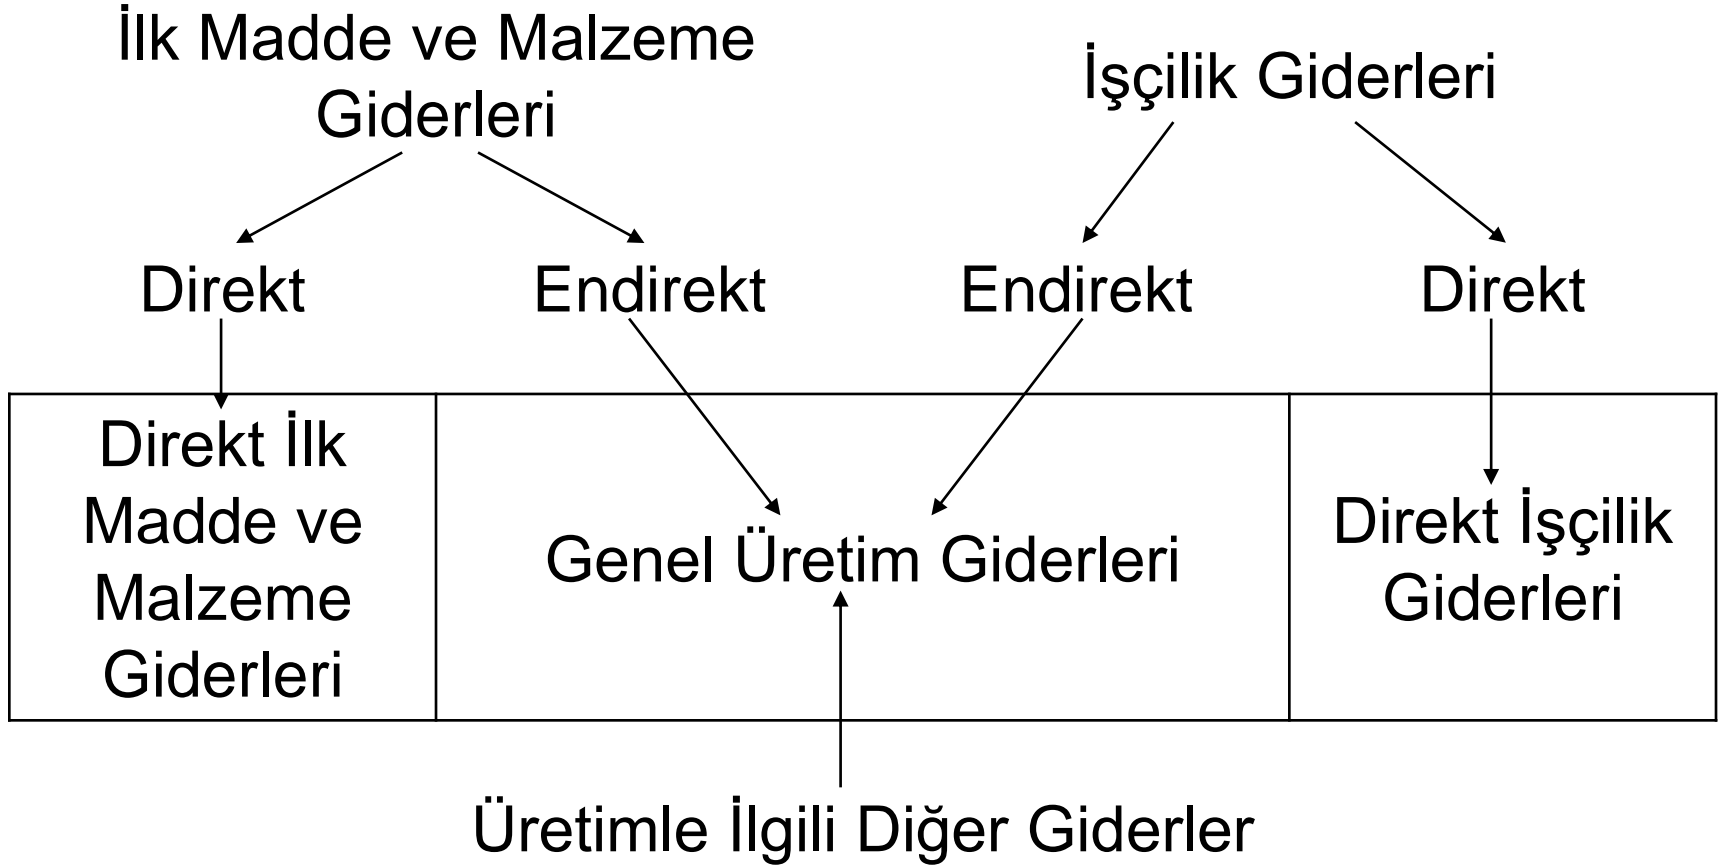 İlk Madde ve Malzeme
Giderleri
İşçilik Giderleri
Direkt
Endirekt
Endirekt
Direkt
Direkt İlk
Madde ve
Malzeme
Giderleri
Genel Üretim Giderleri
Direkt İşçilik
Giderleri
Üretimle İlgili Diğer Giderler